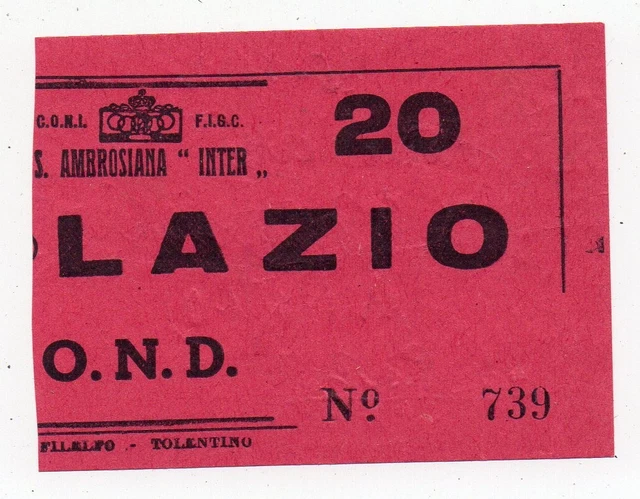 C.O.N.I. F.I.G.C.
20
S. AMBROSIANA “ INTER „
LAZIO
O.N.D.
Nº 739
FILELFO - TOLENTINO